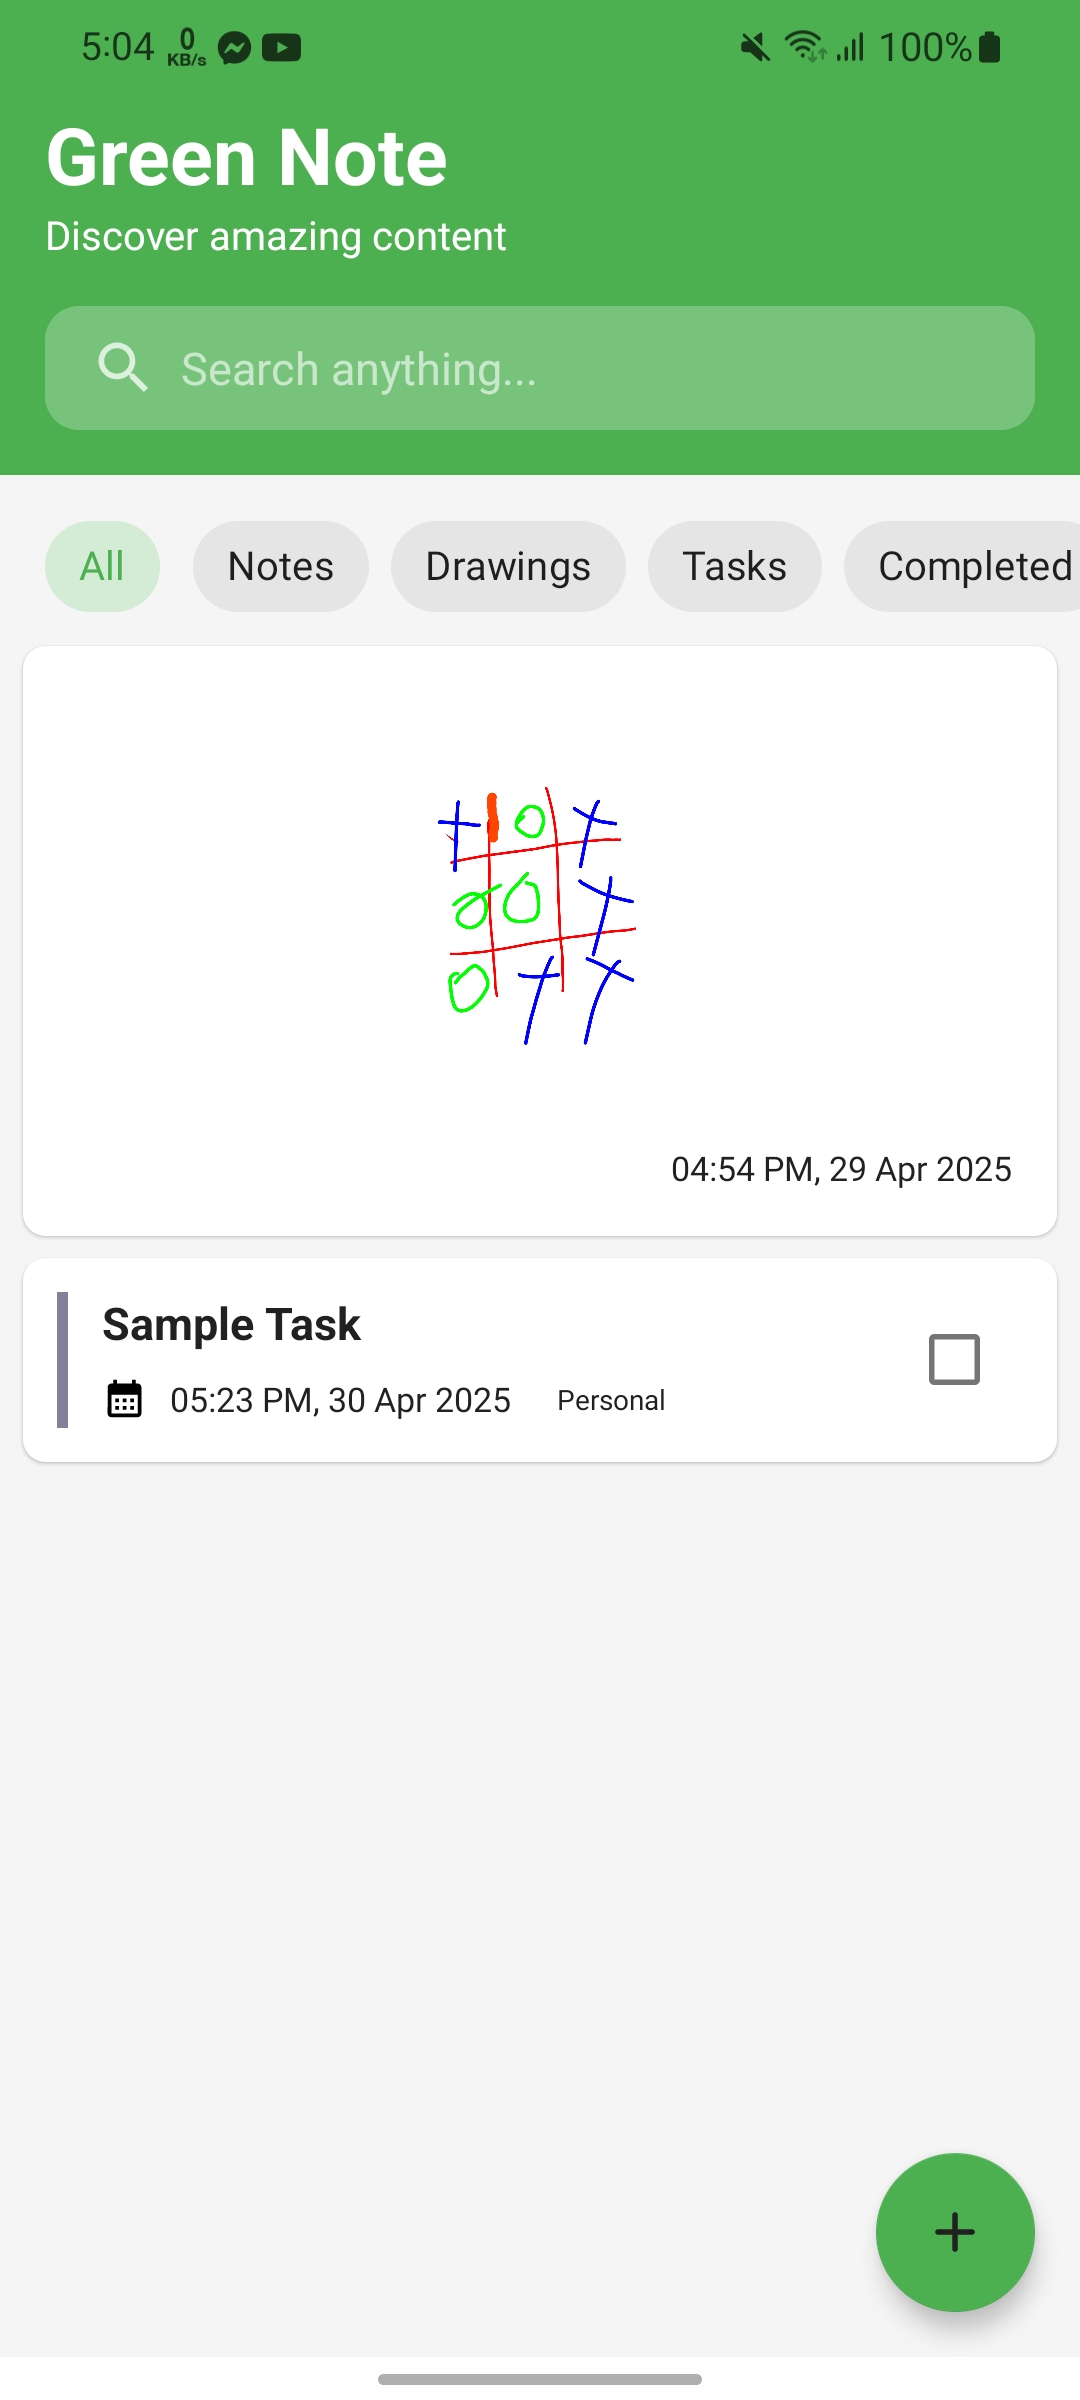 5:04 0 KB/s 100%
Green Note
Discover amazing content
Search anything...
All Notes Drawings Tasks Completed
+ O X
O O X
O X X
04:54 PM, 29 Apr 2025
Sample Task
05:23 PM, 30 Apr 2025 Personal